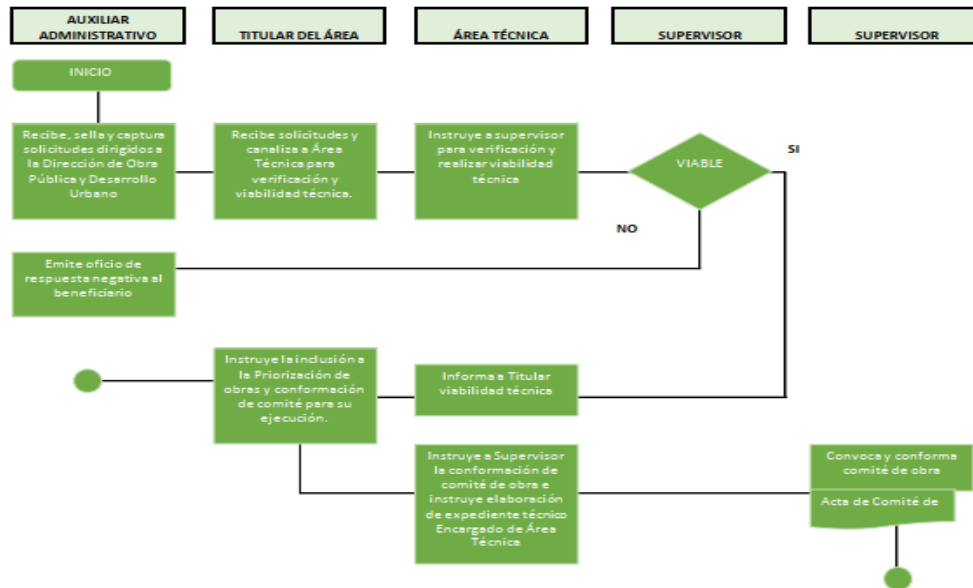 AUXILIAR
ADMINISTRATIVO
TITULAR DEL ÁREA
ÁREA TÉCNICA
SUPERVISOR
SUPERVISOR
INICIO
Recibe, sella y captura
solicitudes dirigidos a
la Dirección de Obra
Pública y Desarrollo
Urbano
Recibe solicitudes y
canaliza a Área
Técnica para
verificación y
viabilidad técnica.
Instruye a supervisor
para verificación y
realizar viabilidad
técnica
VIABLE
SI
NO
Emite oficio de
respuesta negativa al
beneficiario
Instruye la inclusión a
la Priorización de
obras y conformación
de comité para su
ejecución.
Informa a Titular
viabilidad técnica
Instruye a Supervisor
la conformación de
comité de obra e
instruye elaboración
de expediente técnico
Encargado de Área
Técnica
Convoca y conforma
comité de obra
Acta de Comité de